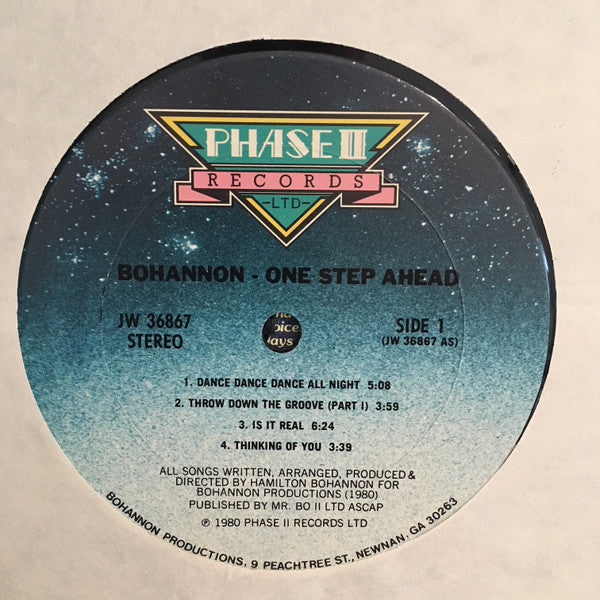 PHASE II
RECORDS
-LTD-
BOHANNON - ONE STEP AHEAD
JW 36867
STEREO
SIDE 1
(JW 36867 AS)
oice
lays
1. DANCE DANCE DANCE ALL NIGHT 5:08
2. THROW DOWN THE GROOVE (PART I) 3:59
3. IS IT REAL 6:24
4. THINKING OF YOU 3:39
ALL SONGS WRITTEN, ARRANGED, PRODUCED &
DIRECTED BY HAMILTON BOHANNON FOR
BOHANNON PRODUCTIONS (1980)
PUBLISHED BY MR. BO II LTD ASCAP
℗ 1980 PHASE II RECORDS LTD
BOHANNON PRODUCTIONS, 9 PEACHTREE ST., NEWNAN, GA 30263